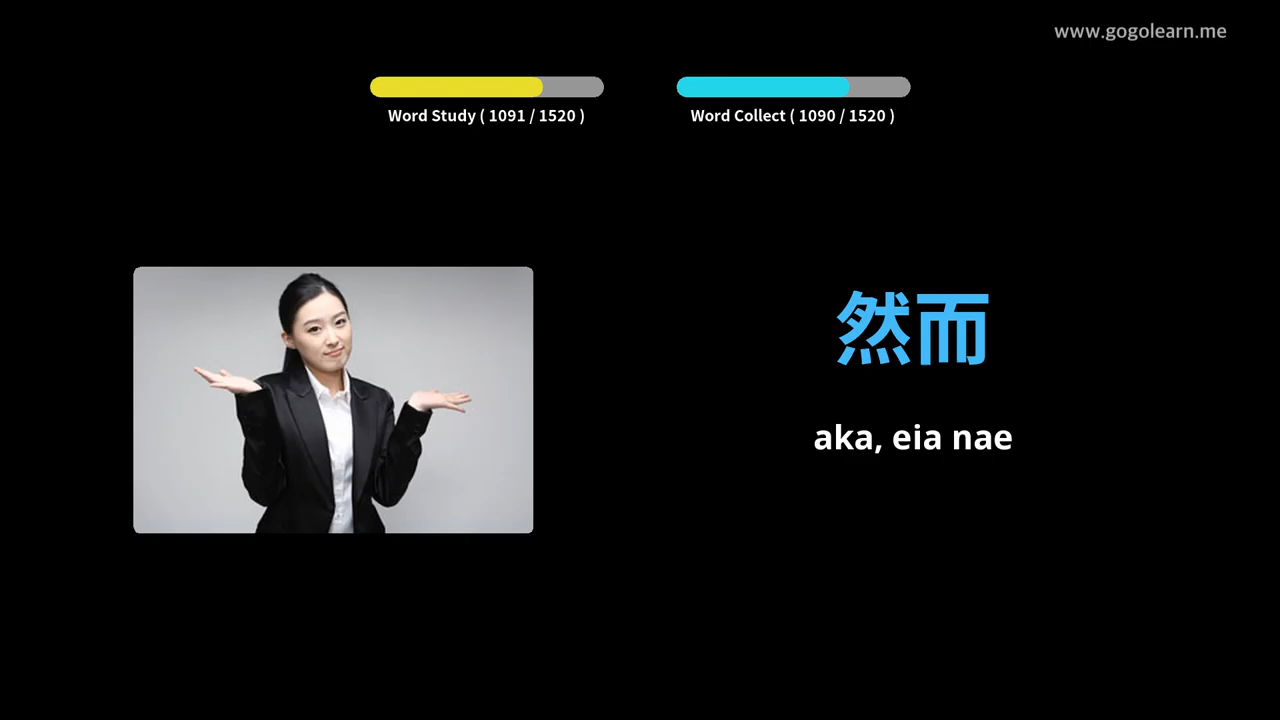 www.gogolearn.me
Word Study ( 1091 / 1520 )
Word Collect ( 1090 / 1520 )
然而
aka, eia nae